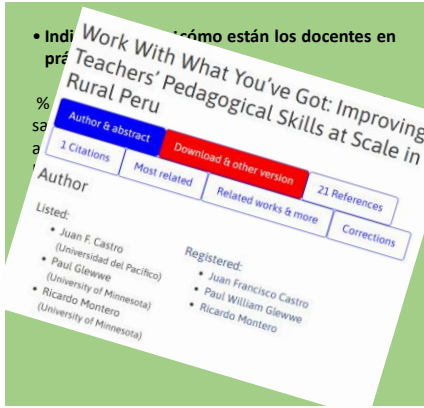 • Indi
¿cómo están los docentes en
prá
%
sa
a
Work With What You've Got: Improving
Teachers' Pedagogical Skills at Scale in
Rural Peru
Author & abstract
Download & other version
21 References
1 Citations
Most related
Related works & more
Corrections
Author
Listed:
• Juan F. Castro
(Universidad del Pacífico)
• Paul Glewwe
(University of Minnesota)
• Ricardo Montero
(University of Minnesota)
Registered:
• Juan Francisco Castro
• Paul William Glewwe
• Ricardo Montero